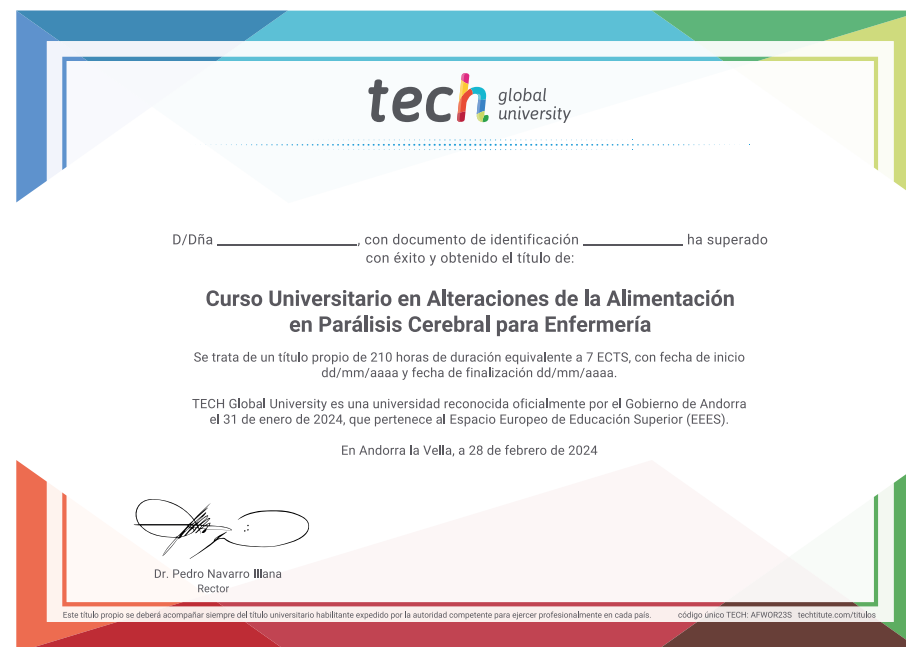 tech global university
D/Dña ____________________, con documento de identificación ______________ ha superado
con éxito y obtenido el título de:
Curso Universitario en Alteraciones de la Alimentación
en Parálisis Cerebral para Enfermería
Se trata de un título propio de 210 horas de duración equivalente a 7 ECTS, con fecha de inicio
dd/mm/aaaa y fecha de finalización dd/mm/aaaa.
TECH Global University es una universidad reconocida oficialmente por el Gobierno de Andorra
el 31 de enero de 2024, que pertenece al Espacio Europeo de Educación Superior (EEES).
En Andorra la Vella, a 28 de febrero de 2024
Dr. Pedro Navarro Illana
Rector
Este título propio se deberá acompañar siempre del título universitario habilitante expedido por la autoridad competente para ejercer profesionalmente en cada país. código único TECH: AFWOR23S techtitute.com/titulos